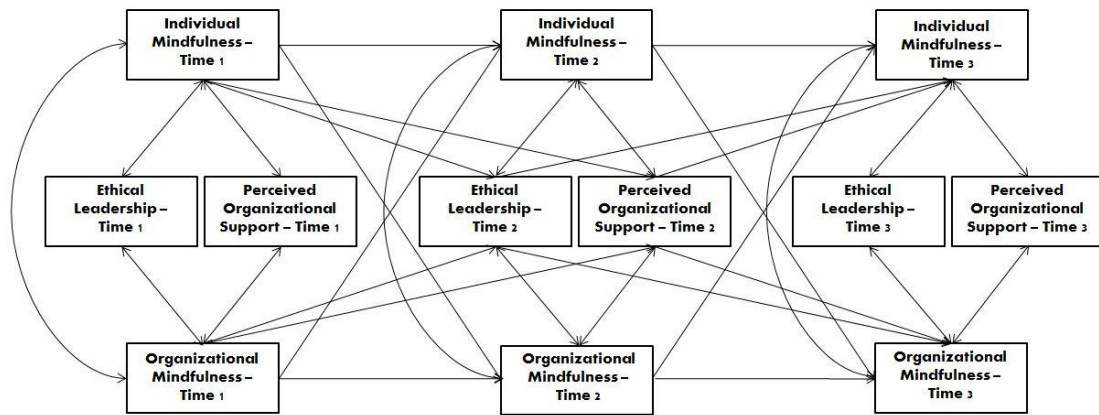 Individual
Mindfulness –
Time 1
Individual
Mindfulness –
Time 2
Individual
Mindfulness –
Time 3
Ethical
Leadership –
Time 1
Perceived
Organizational
Support – Time 1
Ethical
Leadership –
Time 2
Perceived
Organizational
Support – Time 2
Ethical
Leadership –
Time 3
Perceived
Organizational
Support – Time 3
Organizational
Mindfulness –
Time 1
Organizational
Mindfulness –
Time 2
Organizational
Mindfulness –
Time 3